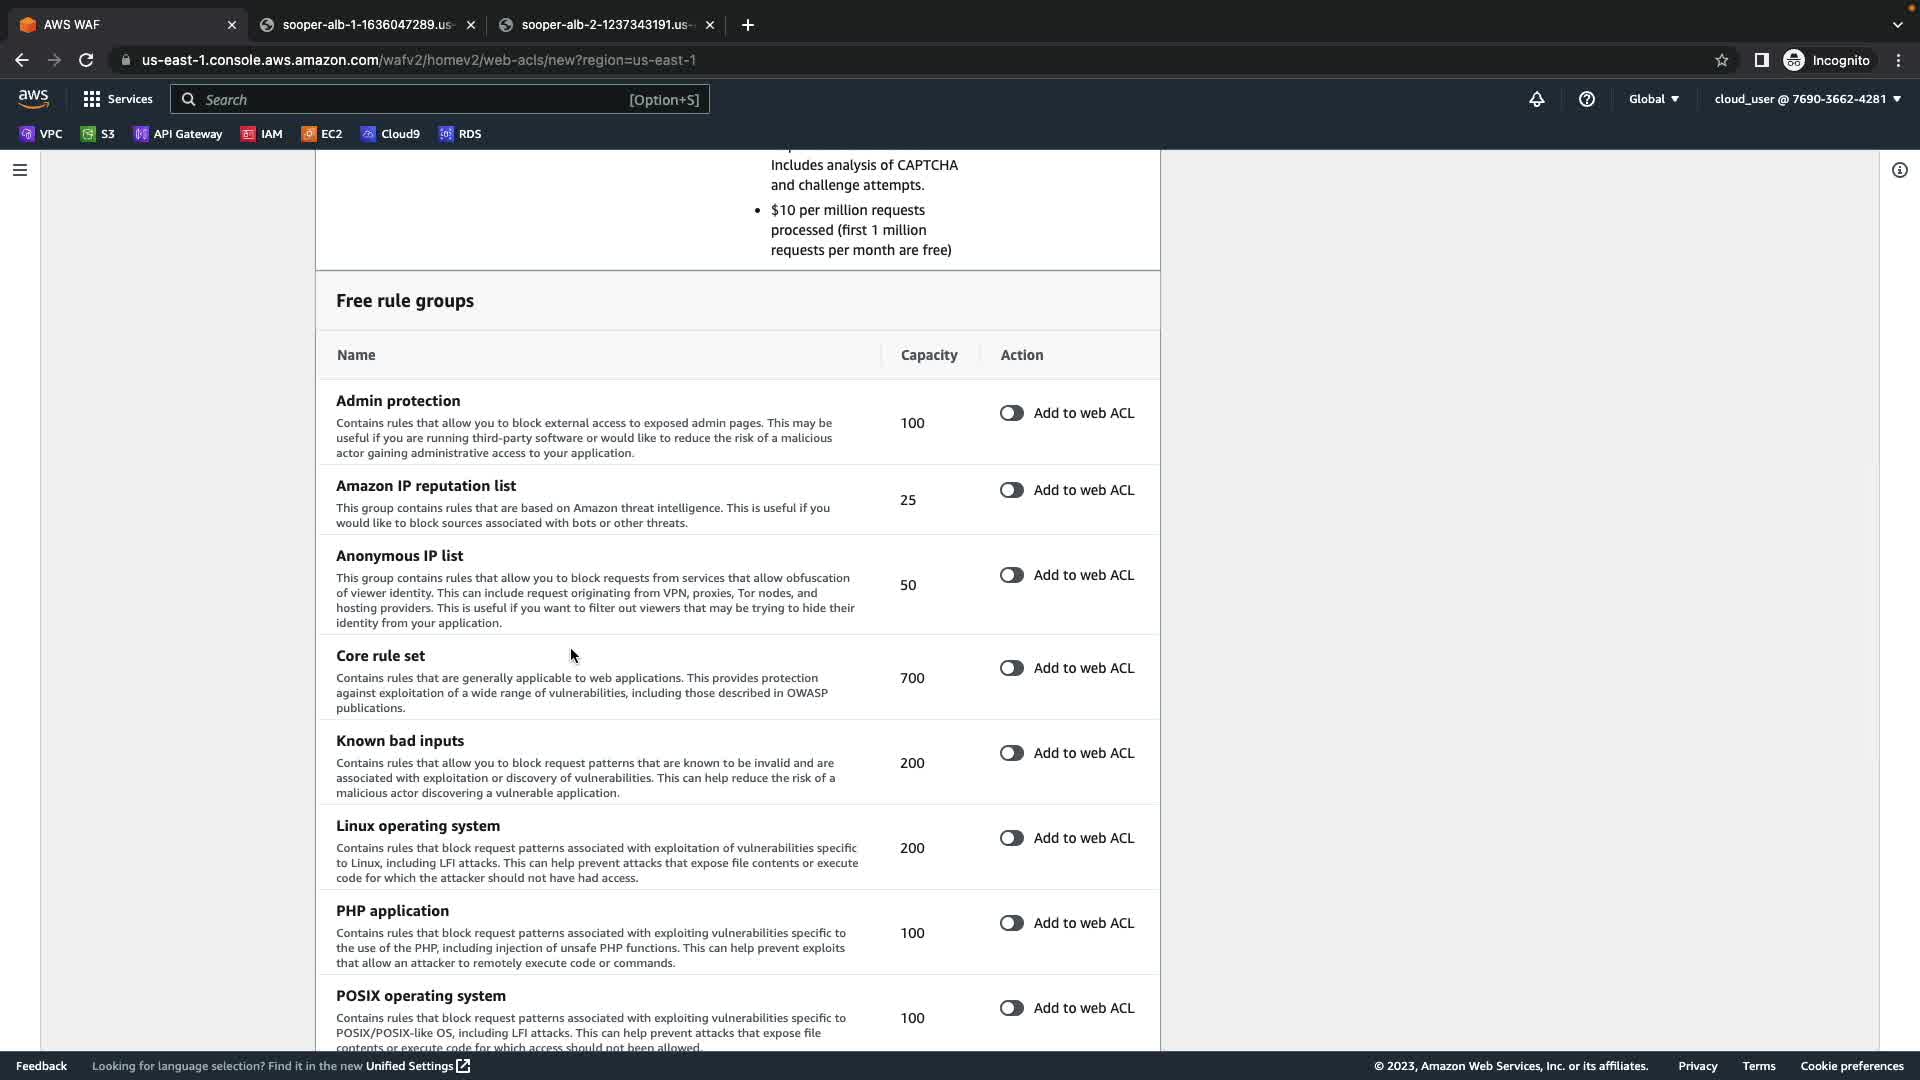 AWS WAF
sooper-alb-1-1636047289.us-
sooper-alb-2-1237343191.us-
us-east-1.console.aws.amazon.com/wafv2/homev2/web-acls/new?region=us-east-1
Incognito
aws
Services
Search
[Option+S]
Global
cloud_user @ 7690-3662-4281
VPC
S3
API Gateway
IAM
EC2
Cloud9
RDS
Includes analysis of CAPTCHA
and challenge attempts.
• $10 per million requests
processed (first 1 million
requests per month are free)
Free rule groups
Name
Capacity
Action
Admin protection
Contains rules that allow you to block external access to exposed admin pages. This may be
useful if you are running third-party software or would like to reduce the risk of a malicious
actor gaining administrative access to your application.
100
Add to web ACL
Amazon IP reputation list
This group contains rules that are based on Amazon threat intelligence. This is useful if you
would like to block sources associated with bots or other threats.
25
Add to web ACL
Anonymous IP list
This group contains rules that allow you to block requests from services that allow obfuscation
of viewer identity. This can include request originating from VPN, proxies, Tor nodes, and
hosting providers. This is useful if you want to filter out viewers that may be trying to hide their
identity from your application.
50
Add to web ACL
Core rule set
Contains rules that are generally applicable to web applications. This provides protection
against exploitation of a wide range of vulnerabilities, including those described in OWASP
publications.
700
Add to web ACL
Known bad inputs
Contains rules that allow you to block request patterns that are known to be invalid and are
associated with exploitation or discovery of vulnerabilities. This can help reduce the risk of a
malicious actor discovering a vulnerable application.
200
Add to web ACL
Linux operating system
Contains rules that block request patterns associated with exploitation of vulnerabilities specific
to Linux, including LFI attacks. This can help prevent attacks that expose file contents or execute
code for which the attacker should not have had access.
200
Add to web ACL
PHP application
Contains rules that block request patterns associated with exploiting vulnerabilities specific to
the use of the PHP, including injection of unsafe PHP functions. This can help prevent exploits
that allow an attacker to remotely execute code or commands.
100
Add to web ACL
POSIX operating system
Contains rules that block request patterns associated with exploiting vulnerabilities specific to
POSIX/POSIX-like OS, including LFI attacks. This can help prevent attacks that expose file
contents or execute code for which access should not been allowed.
100
Add to web ACL
Feedback
Looking for language selection? Find it in the new Unified Settings
© 2023, Amazon Web Services, Inc. or its affiliates.
Privacy
Terms
Cookie preferences